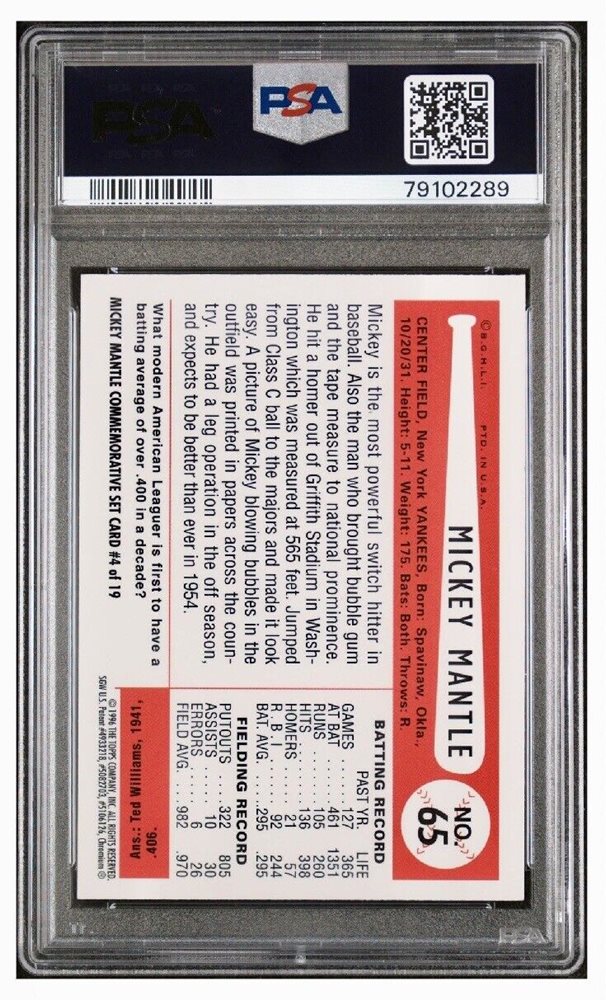 PSA
PSA
79102289
© B.G.H.L.I. PTD. IN U.S.A.
MICKEY MANTLE
NO. 65
CENTER FIELD, New York YANKEES, Born: Spavinaw, Okla.,
10/20/31. Height: 5-11. Weight: 175. Bats: Both. Throws: R.
Mickey is the most powerful switch hitter in
baseball. Also the man who brought bubble gum
and the tape measure to national prominence.
He hit a homer out of Griffith Stadium in Wash-
ington which was measured at 565 feet. Jumped
from Class C ball to the majors and made it look
easy. A picture of Mickey blowing bubbles in the
outfield was printed in papers across the coun-
try. He had a leg operation in the off season,
and expects to be better than ever in 1954.
BATTING RECORD
PAST YR. LIFE
GAMES . . . . 127 365
AT BAT . . . . 461 1351
RUNS . . . . 105 260
HITS . . . . 136 398
HOMERS . . . . 21 57
R. B. I. . . . . 92 244
BAT. AVG. . . .295 .295
FIELDING RECORD
PUTOUTS . . . 322 805
ASSISTS . . . . 10 30
ERRORS . . . . 6 26
FIELD AVG. . . .982 .970
What modern American Leaguer is first to have a
batting average of over .400 in a decade?
.406.
Ans.: Ted Williams, 1941,
MICKEY MANTLE COMMEMORATIVE SET CARD #4 of 19
© 1996 THE TOPPS COMPANY, INC. ALL RIGHTS RESERVED.
SGW U.S. Patent #4933218, #5082703, #5106126, Chromium ®
PSA